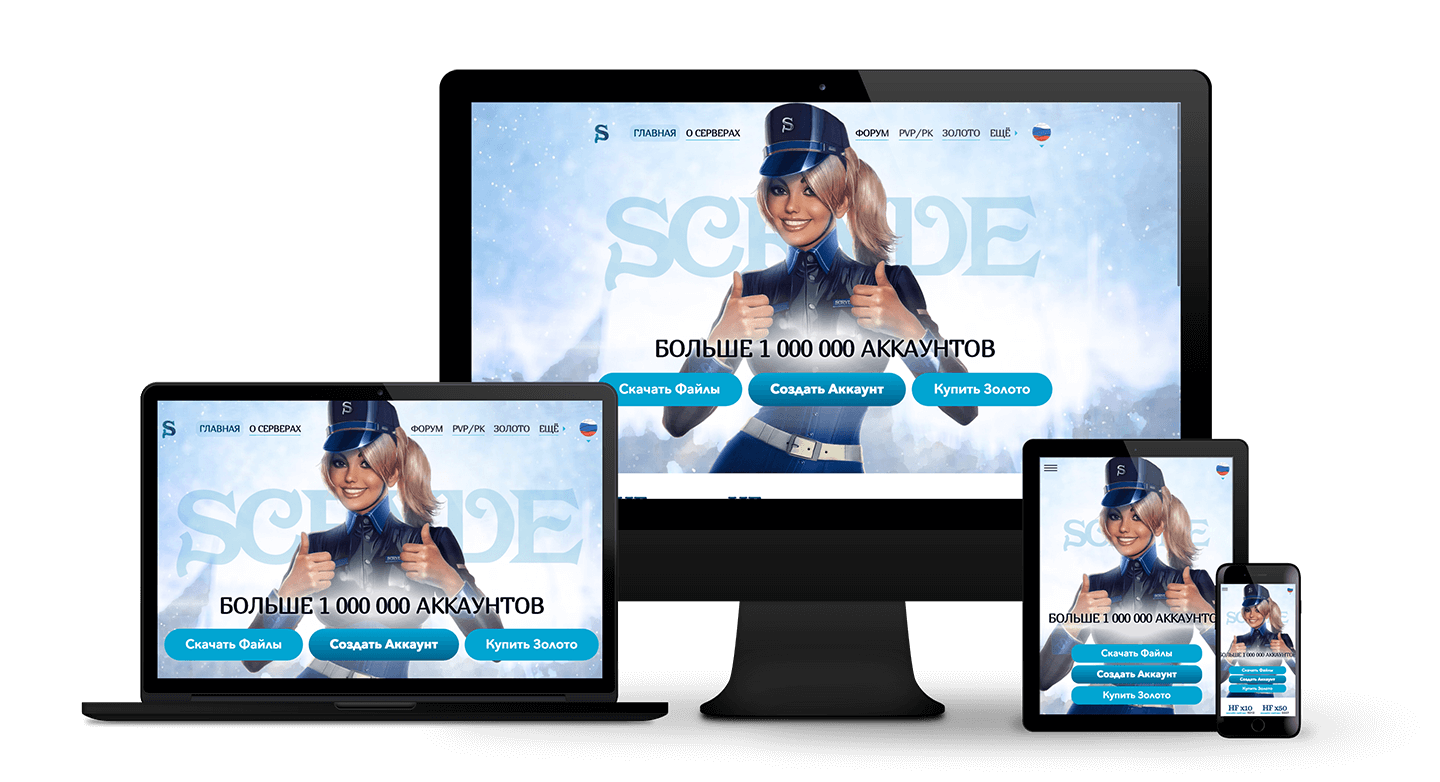 S
ГЛАВНАЯ О СЕРВЕРАХ ФОРУМ PVP/PK ЗОЛОТО ЕЩЁ
S
SC DE
БОЛЬШЕ 1 000 000 АККАУНТОВ
Скачать Файлы Создать Аккаунт Купить Золото
S
ГЛАВНАЯ О СЕРВЕРАХ ФОРУМ PVP/PK ЗОЛОТО ЕЩЁ
S
SC DE
БОЛЬШЕ 1 000 000 АККАУНТОВ
Скачать Файлы Создать Аккаунт Купить Золото
S
SC DE
БОЛЬШЕ 1 000 000 АККАУНТО
Скачать Файлы
Создать Аккаунт
Купить Золото
БОЛЬШЕ 1 000 000 АККАУНТОВ
Скачать Файлы
Создать Аккаунт
Купить Золото
HF x10 HF x50